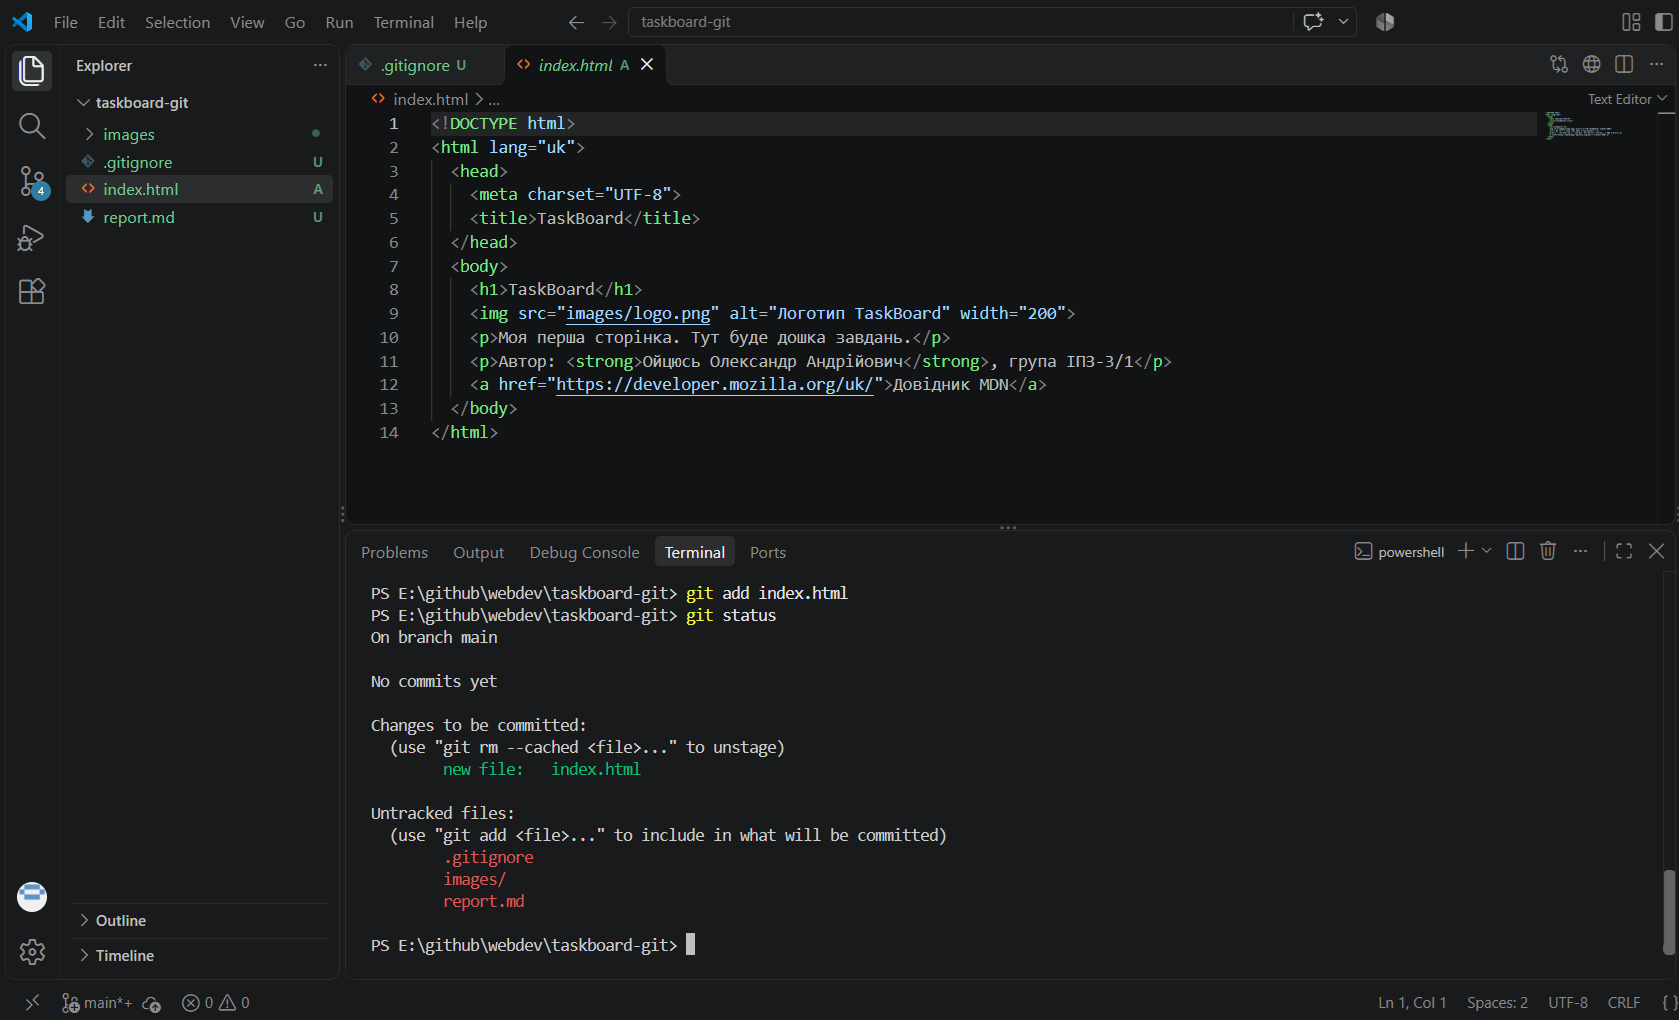 File Edit Selection View Go Run Terminal Help
taskboard-git
Explorer
taskboard-git
images
.gitignore U
index.html A
report.md U
4
Outline
Timeline
.gitignore U
index.html A
index.html > ...
Text Editor
1 <!DOCTYPE html>
2 <html lang="uk">
3 <head>
4 <meta charset="UTF-8">
5 <title>TaskBoard</title>
6 </head>
7 <body>
8 <h1>TaskBoard</h1>
9 <img src="images/logo.png" alt="Логотип TaskBoard" width="200">
10 <p>Моя перша сторінка. Тут буде дошка завдань.</p>
11 <p>Автор: <strong>Ойцюсь Олександр Андрійович</strong>, група ІПЗ-3/1</p>
12 <a href="https://developer.mozilla.org/uk/">Довідник MDN</a>
13 </body>
14 </html>
Problems Output Debug Console Terminal Ports
powershell
PS E:\github\webdev\taskboard-git> git add index.html
PS E:\github\webdev\taskboard-git> git status
On branch main
No commits yet
Changes to be committed:
(use "git rm --cached <file>..." to unstage)
new file: index.html
Untracked files:
(use "git add <file>..." to include in what will be committed)
.gitignore
images/
report.md
PS E:\github\webdev\taskboard-git>
main*+ 0 0
Ln 1, Col 1 Spaces: 2 UTF-8 CRLF { }